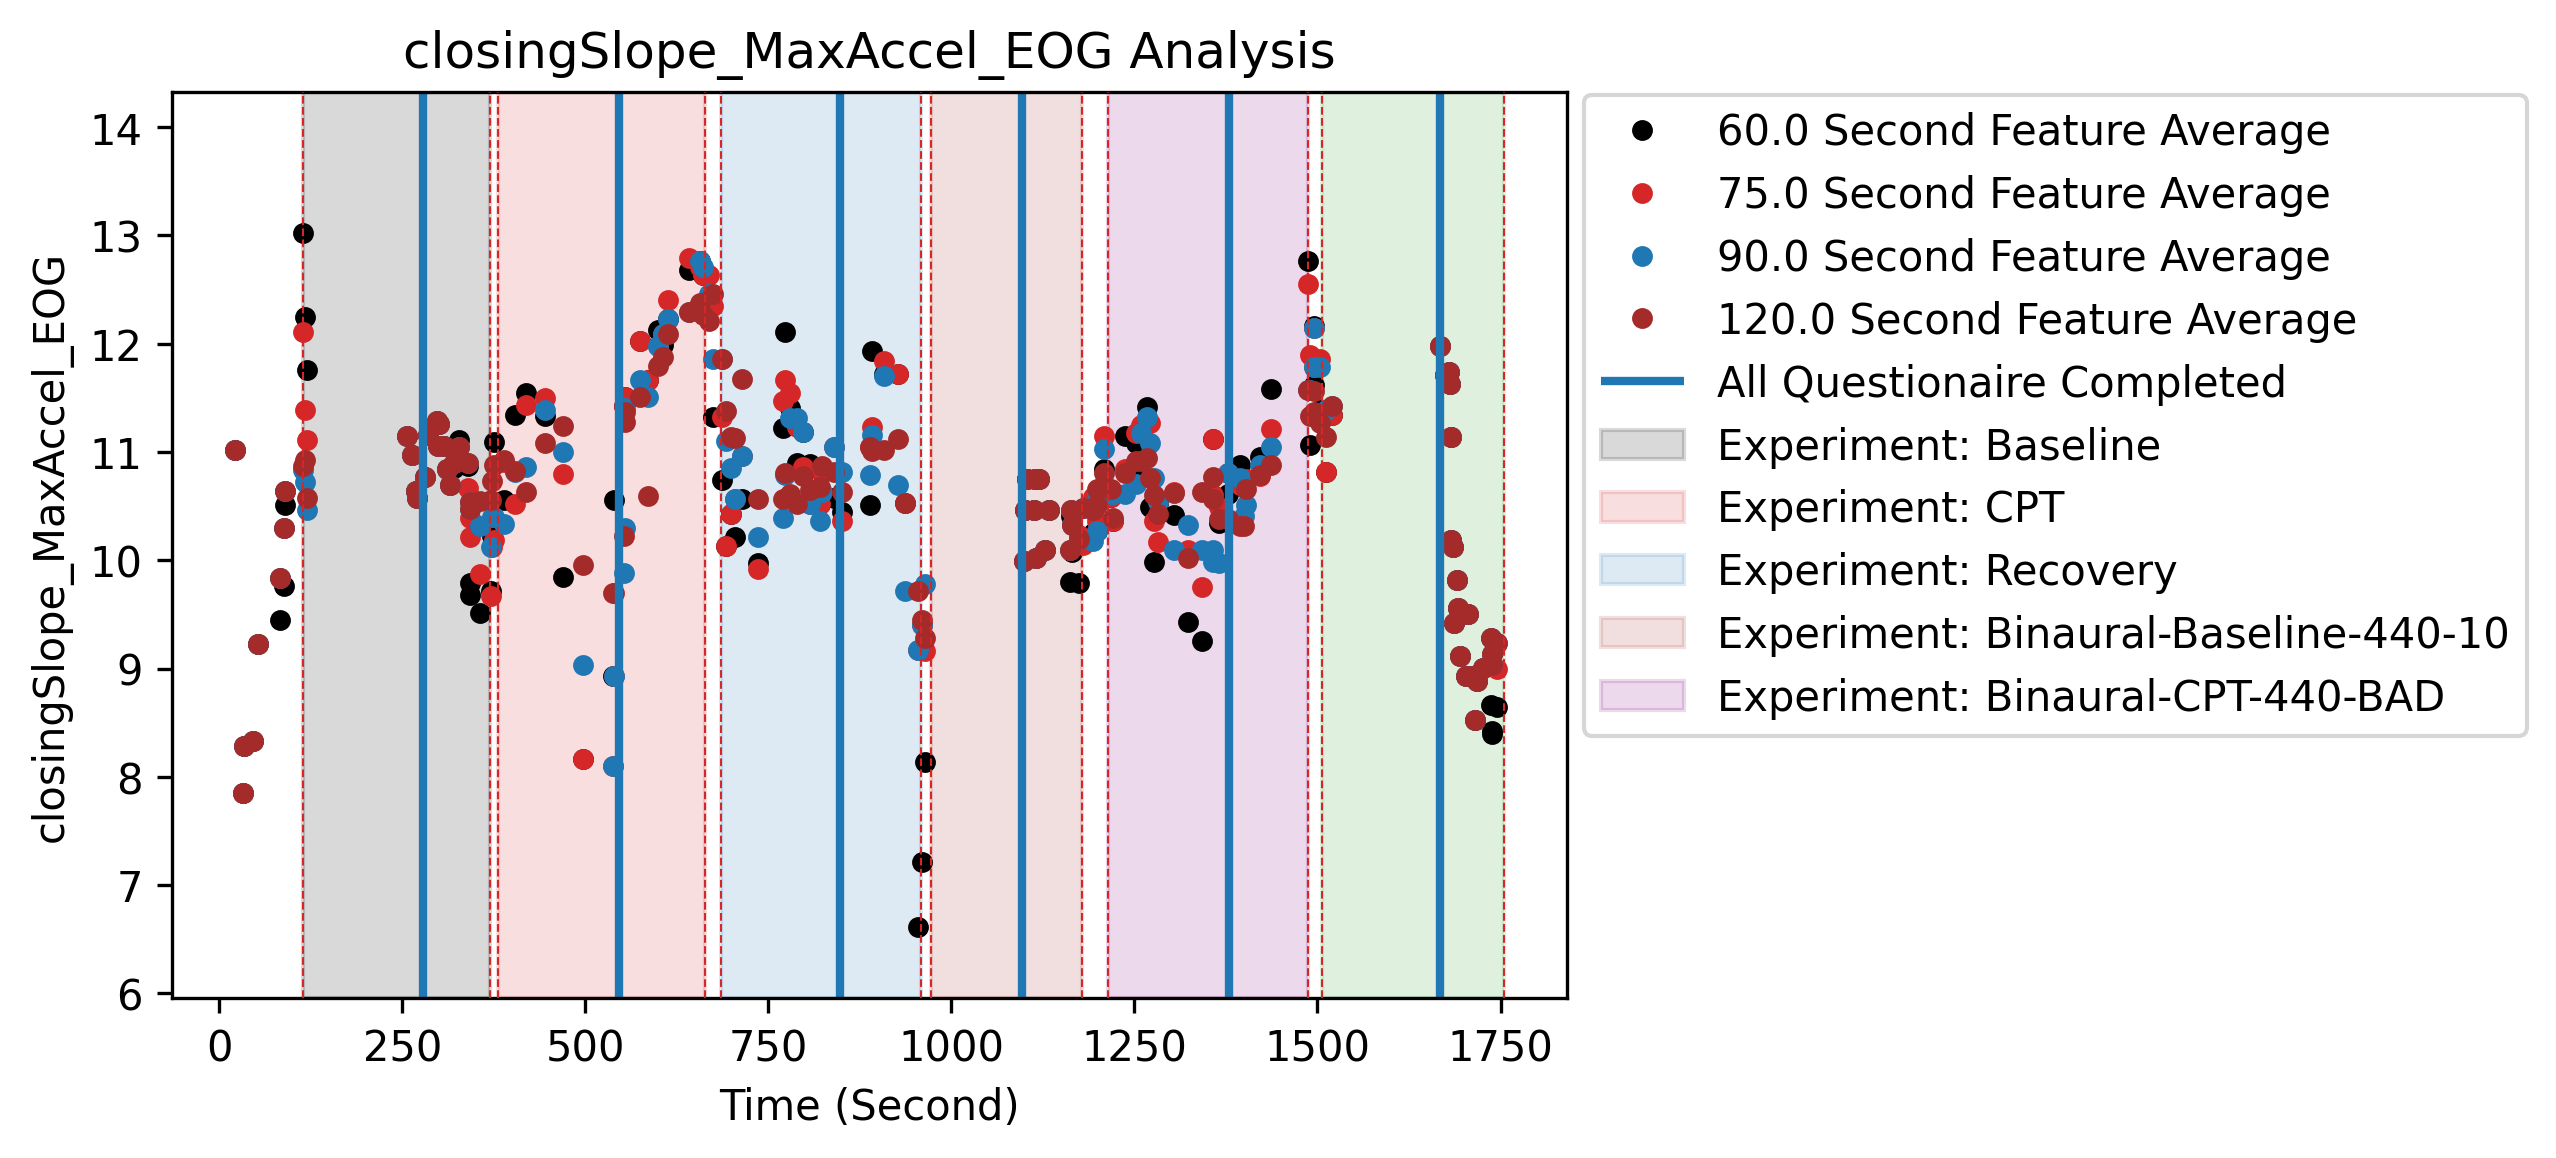 closingSlope_MaxAccel_EOG Analysis
closingSlope_MaxAccel_EOG
14
13
12
11
10
9
8
7
6
0 250 500 750 1000 1250 1500 1750
Time (Second)
60.0 Second Feature Average
75.0 Second Feature Average
90.0 Second Feature Average
120.0 Second Feature Average
All Questionaire Completed
Experiment: Baseline
Experiment: CPT
Experiment: Recovery
Experiment: Binaural-Baseline-440-10
Experiment: Binaural-CPT-440-BAD